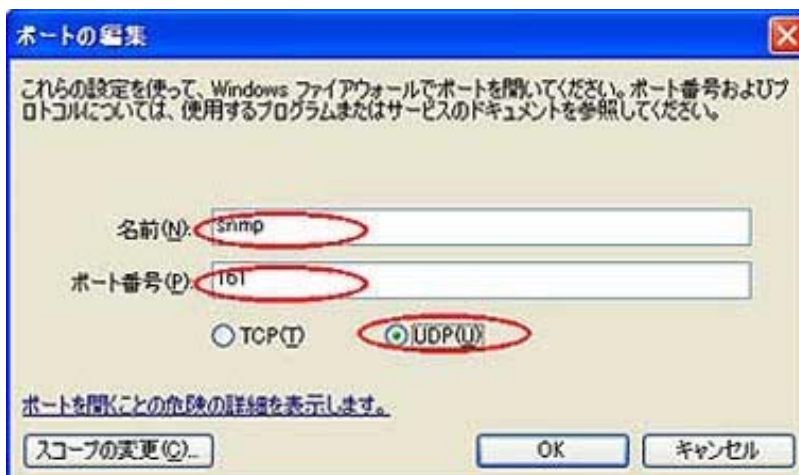 ポートの編集
これらの設定を使って、Windows ファイアウォールでポートを開いてください。ポート番号およびプ
ロトコルについては、使用するプログラムまたはサービスのドキュメントを参照してください。
名前(N): snmp
ポート番号(P): 161
TCP(T) UDP(U)
ポートを開くことの危険の詳細を表示します。
スコープの変更(C)... OK キャンセル